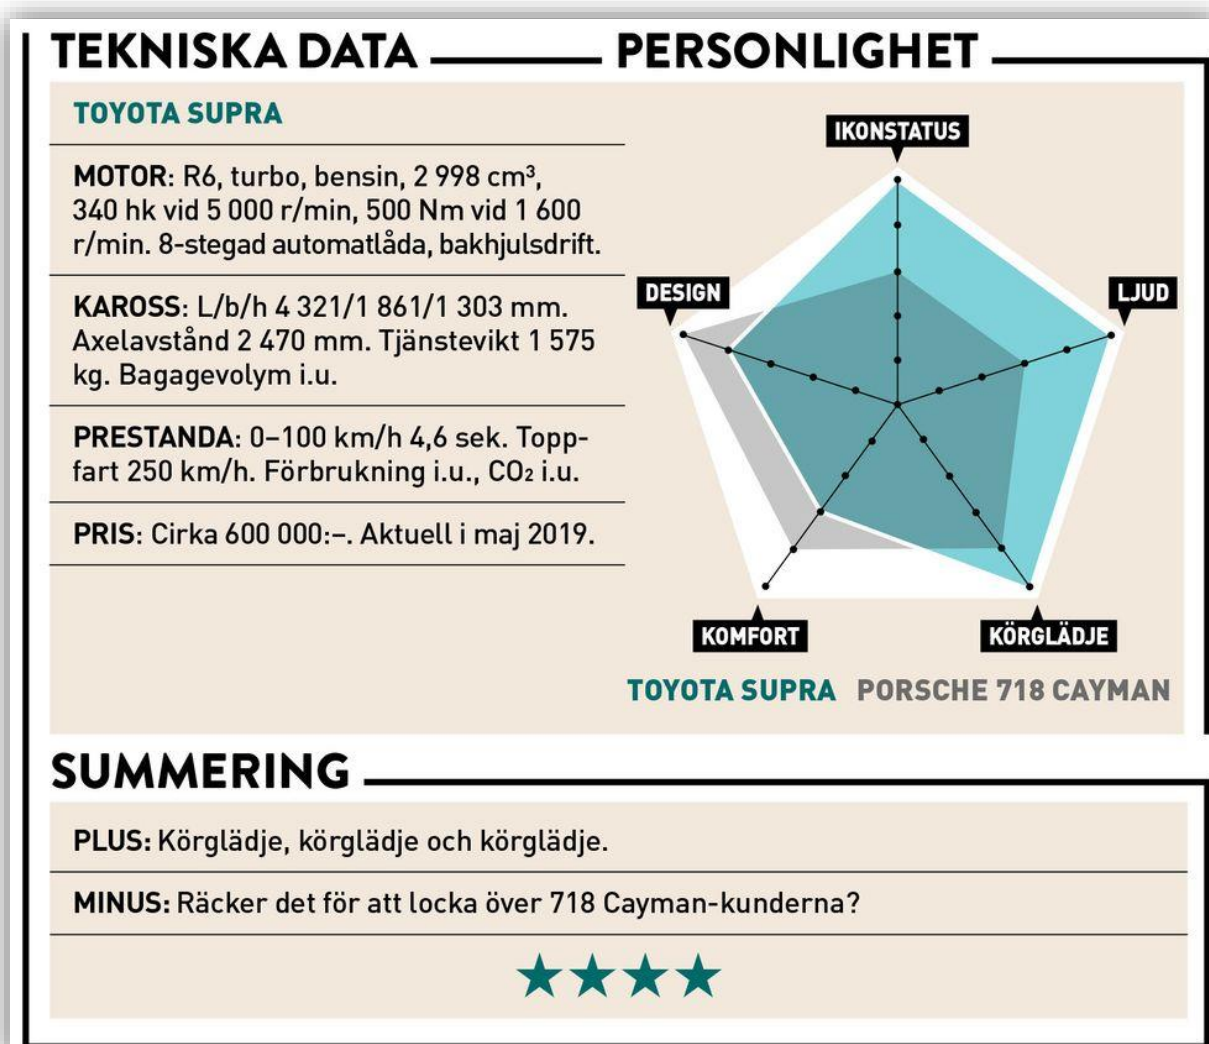 TEKNISKA DATA
TOYOTA SUPRA
MOTOR: R6, turbo, bensin, 2 998 cm³,
340 hk vid 5 000 r/min, 500 Nm vid 1 600
r/min. 8-stegad automatlåda, bakhjulsdrift.
KAROSS: L/b/h 4 321/1 861/1 303 mm.
Axelavstånd 2 470 mm. Tjänstevikt 1 575
kg. Bagagevolym i.u.
PRESTANDA: 0–100 km/h 4,6 sek. Topp-
fart 250 km/h. Förbrukning i.u., CO₂ i.u.
PRIS: Cirka 600 000:–. Aktuell i maj 2019.
PERSONLIGHET
IKONSTATUS
DESIGN
LJUD
KOMFORT
KÖRGLÄDJE
TOYOTA SUPRA PORSCHE 718 CAYMAN
SUMMERING
PLUS: Körglädje, körglädje och körglädje.
MINUS: Räcker det för att locka över 718 Cayman-kunderna?